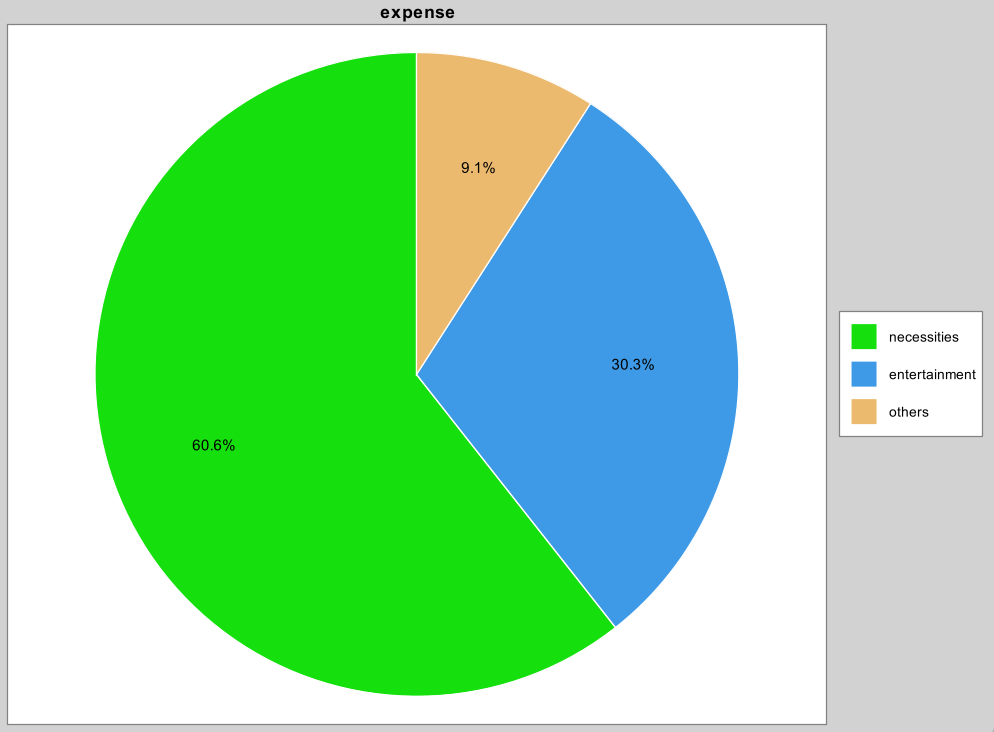 expense
9.1%
30.3%
60.6%
necessities
entertainment
others